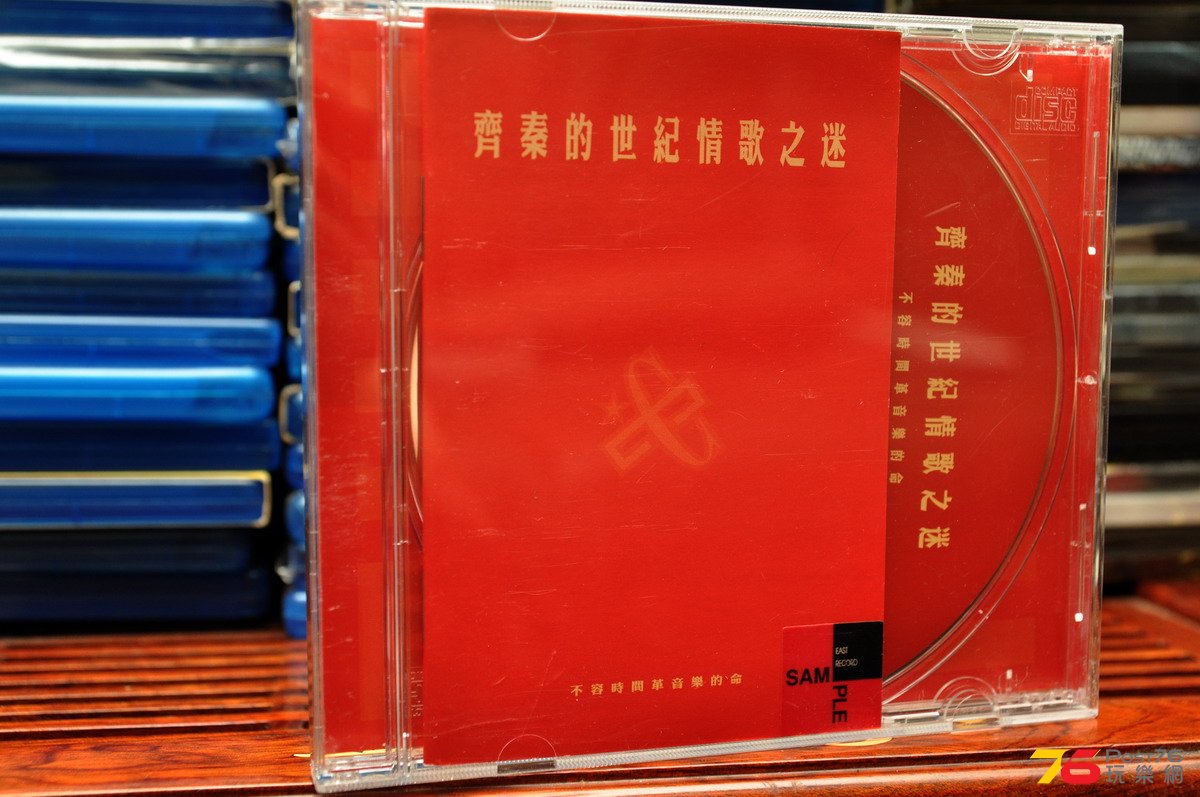 齊秦的世紀情歌之迷
COMPACT
disc
DIGITAL AUDIO
齊秦的世紀情歌之迷
不容時間革音樂的命
不容時間革音樂的命
EAST
RECORD
SAM
PLE
76
Post76
玩樂網